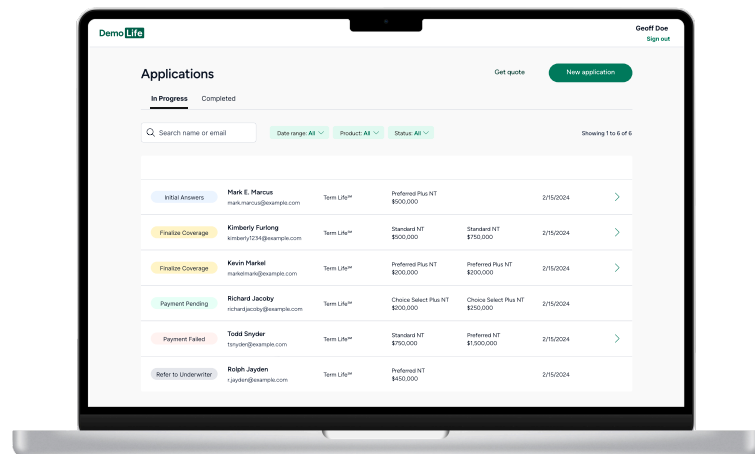 Demo Life
Geoff Doe
Sign out
Applications
Get quote
New application
In Progress
Completed
Search name or email
Date range: All
Product: All
Status: All
Showing 1 to 6 of 6
Initial Answers
Mark E. Marcus
mark.marcus@example.com
Term Life℠
Preferred Plus NT
$500,000
2/15/2024
Finalize Coverage
Kimberly Furlong
kimberly1234@example.com
Term Life℠
Standard NT
$500,000
Standard NT
$750,000
2/15/2024
Finalize Coverage
Kevin Markel
markelmark@example.com
Term Life℠
Preferred Plus NT
$200,000
Preferred Plus NT
$200,000
2/15/2024
Payment Pending
Richard Jacoby
richardjacoby@example.com
Term Life℠
Choice Select Plus NT
$200,000
Choice Select Plus NT
$250,000
2/15/2024
Payment Failed
Todd Snyder
tsnyder@example.com
Term Life℠
Standard NT
$750,000
Preferred NT
$1,500,000
2/15/2024
Refer to Underwriter
Rolph Jayden
r.jayden@example.com
Term Life℠
Preferred NT
$450,000
2/15/2024